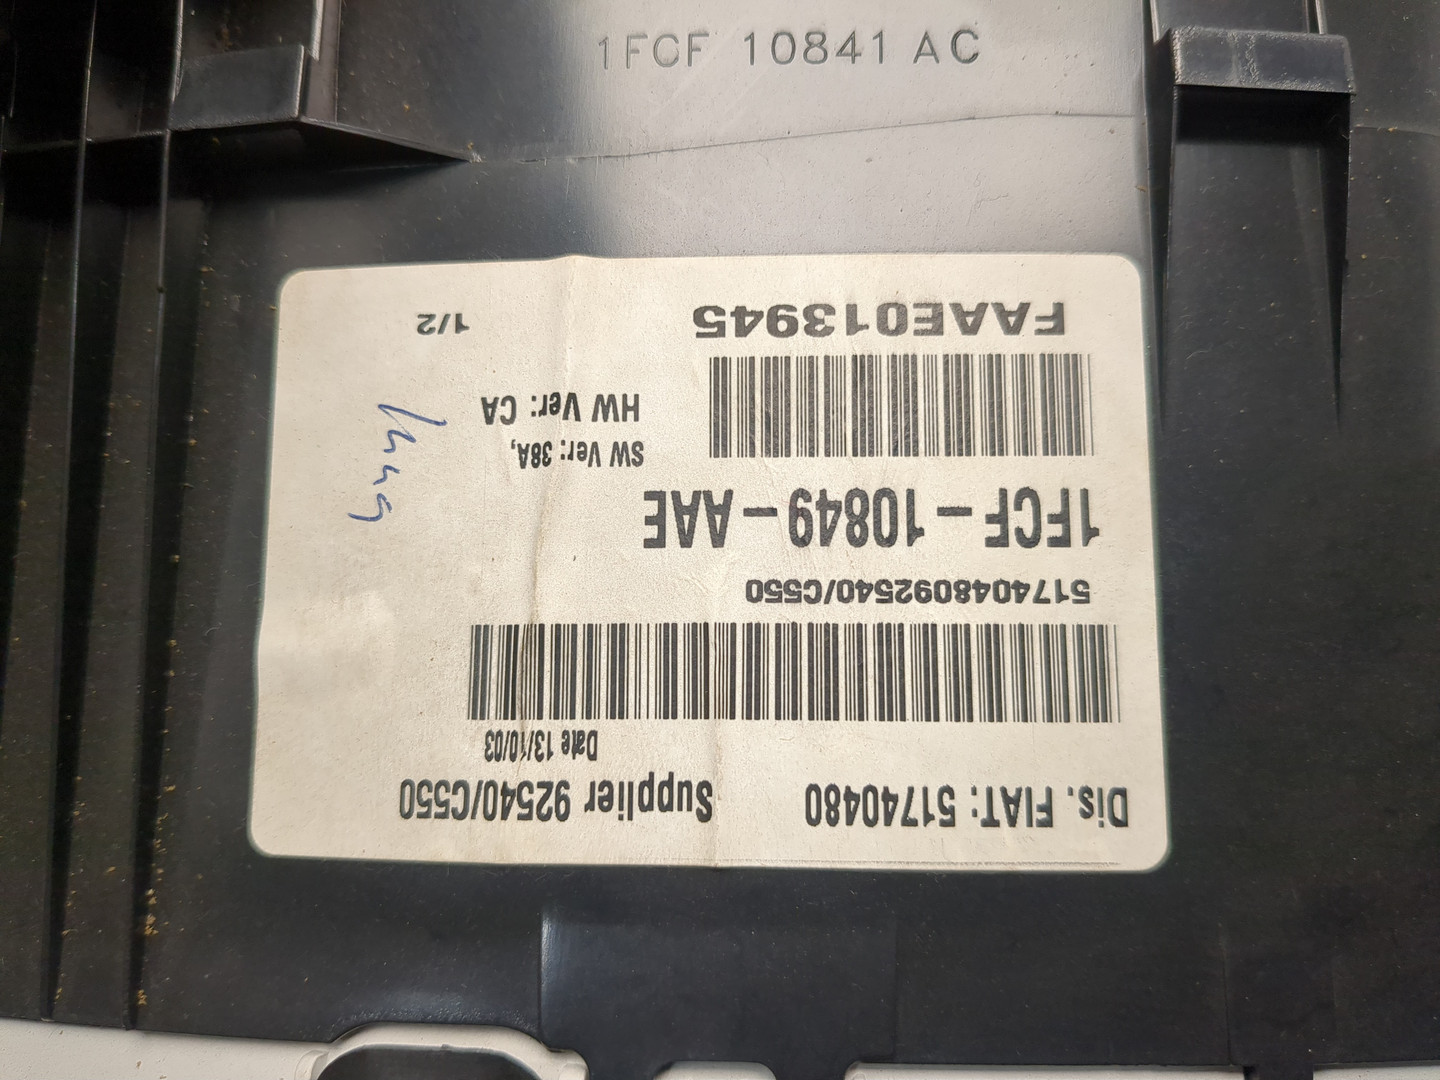 1FCF 10841 AC
Dis. FIAT: 51740480 Supplier 92540/C550
Date 13/10/03
5174048092540/C550
1FCF-10849-AAE
SW Ver: 38A,
HW Ver: CA
FAAE013945
1/2